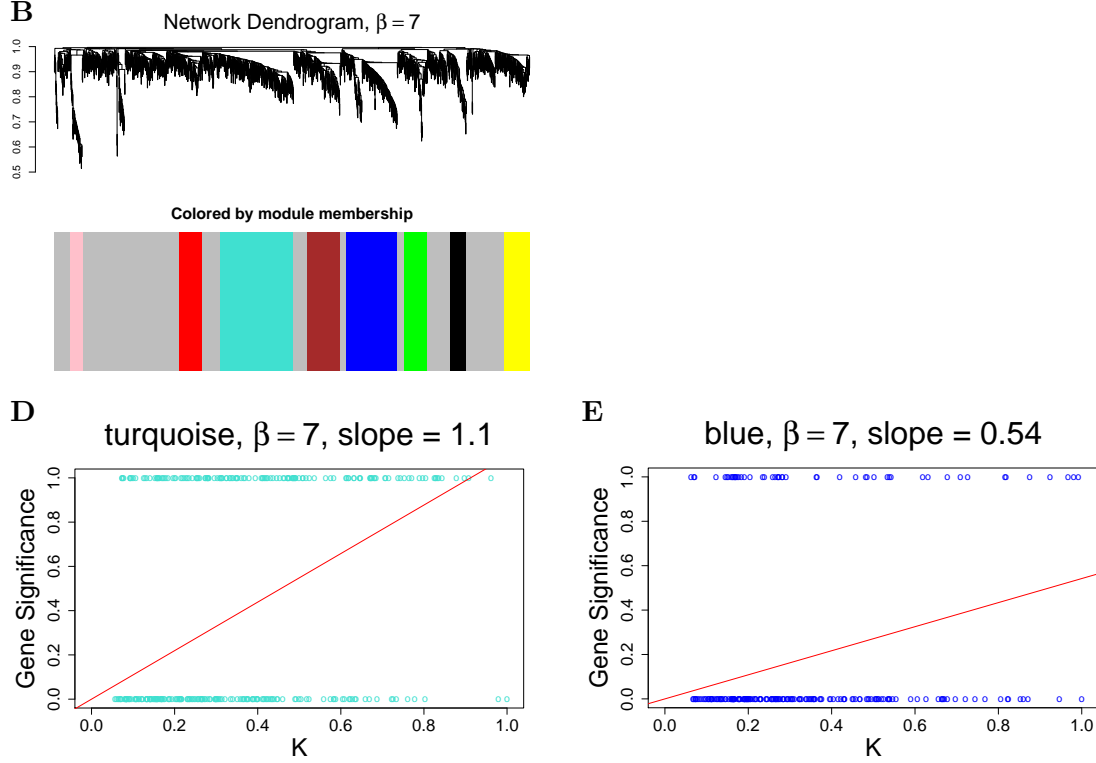 B
Network Dendrogram, β = 7
1.0
0.9
0.8
0.7
0.6
0.5
Colored by module membership
D
turquoise, β = 7, slope = 1.1
Gene Significance
1.0
0.8
0.6
0.4
0.2
0.0
0.0 0.2 0.4 0.6 0.8 1.0
K
E
blue, β = 7, slope = 0.54
Gene Significance
1.0
0.8
0.6
0.4
0.2
0.0
0.0 0.2 0.4 0.6 0.8 1.0
K